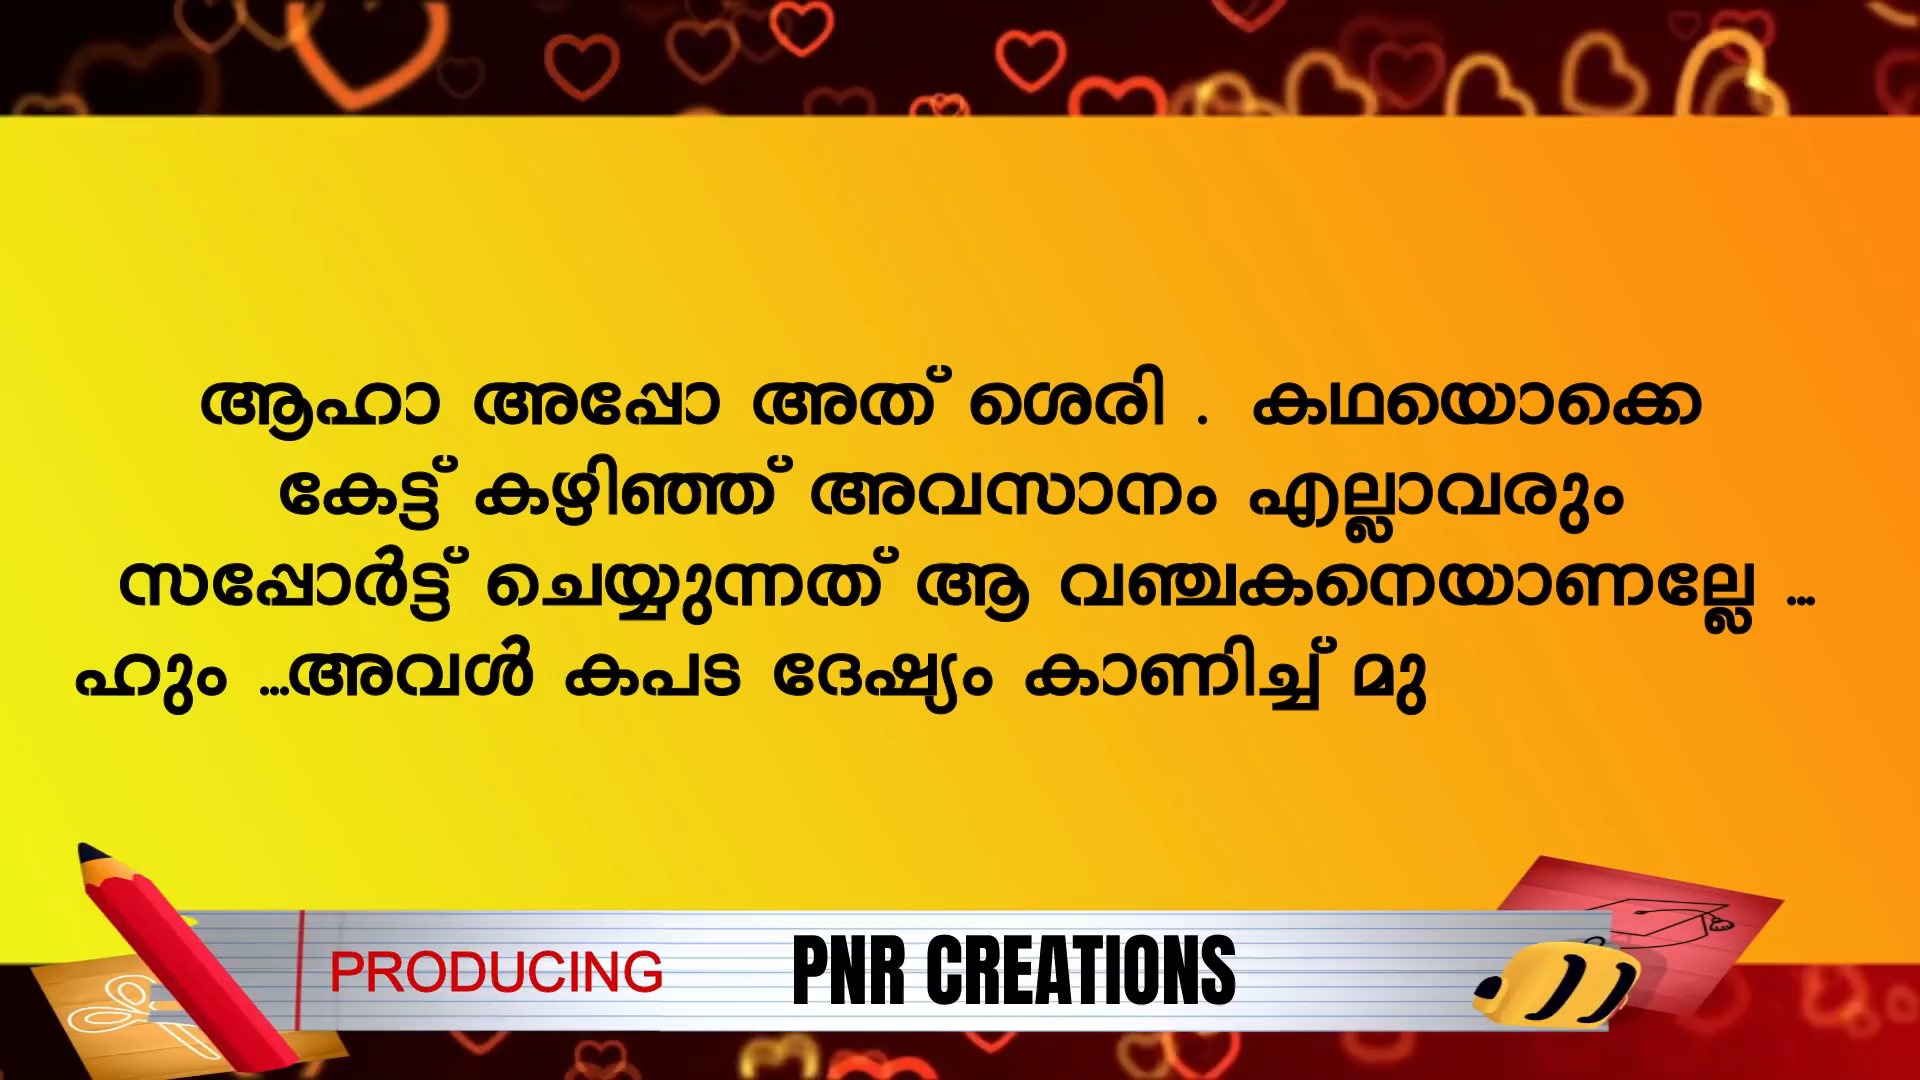 ആഹാ അപ്പോ അത് ശെരി . കഥയൊക്കെ
കേട്ട് കഴിഞ്ഞ് അവസാനം എല്ലാവരും
സപ്പോർട്ട് ചെയ്യുന്നത് ആ വഞ്ചകനെയാണല്ലേ ...
ഹും ...അവൾ കപട ദേഷ്യം കാണിച്ച് മു
PRODUCING PNR CREATIONS